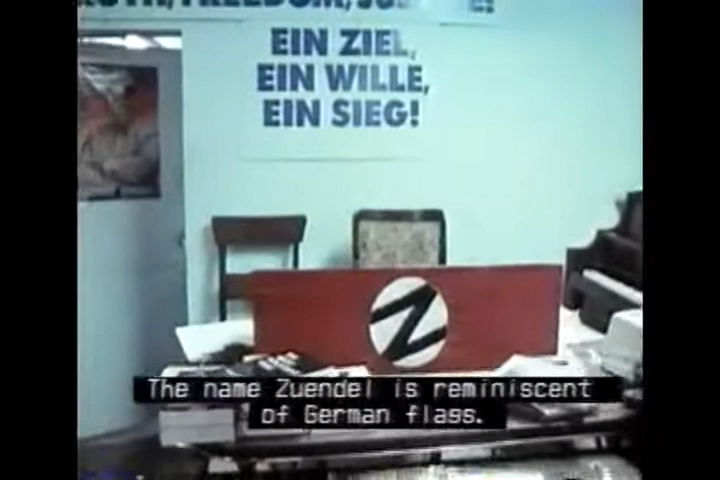 FREEDOM,
EIN ZIEL,
EIN WILLE,
EIN SIEG!
Z
The name Zuendel is reminiscent
of German flags.